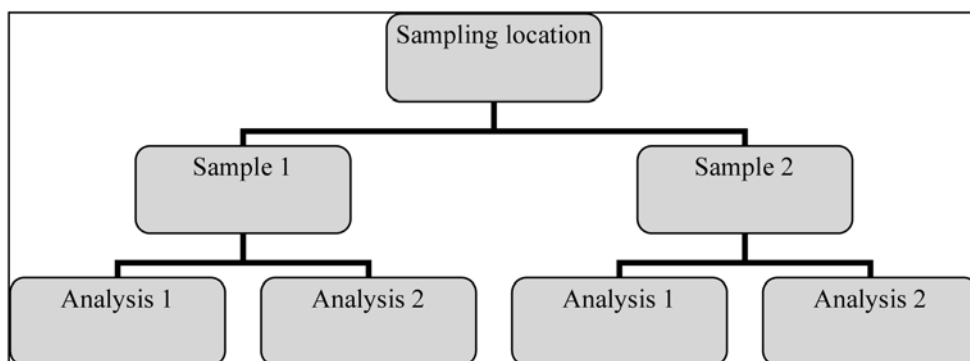 Sampling location
Sample 1
Sample 2
Analysis 1
Analysis 2
Analysis 1
Analysis 2